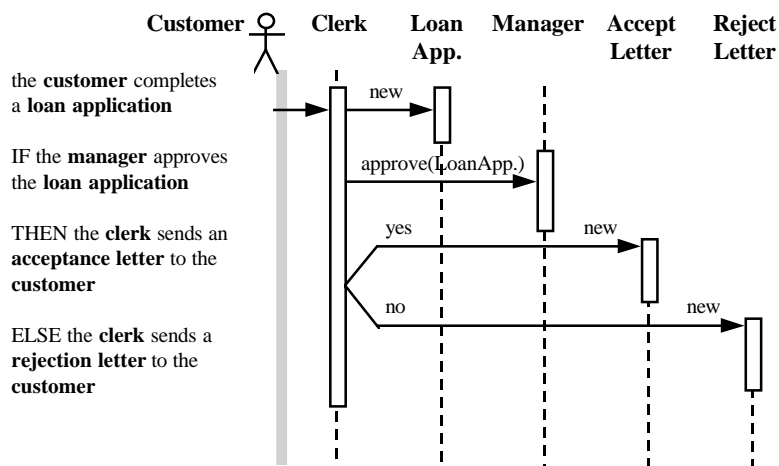 Customer Clerk Loan App. Manager Accept Letter Reject Letter
the customer completes
a loan application
new
IF the manager approves
the loan application
approve(LoanApp.)
THEN the clerk sends an
acceptance letter to the
customer
yes new
no new
ELSE the clerk sends a
rejection letter to the
customer